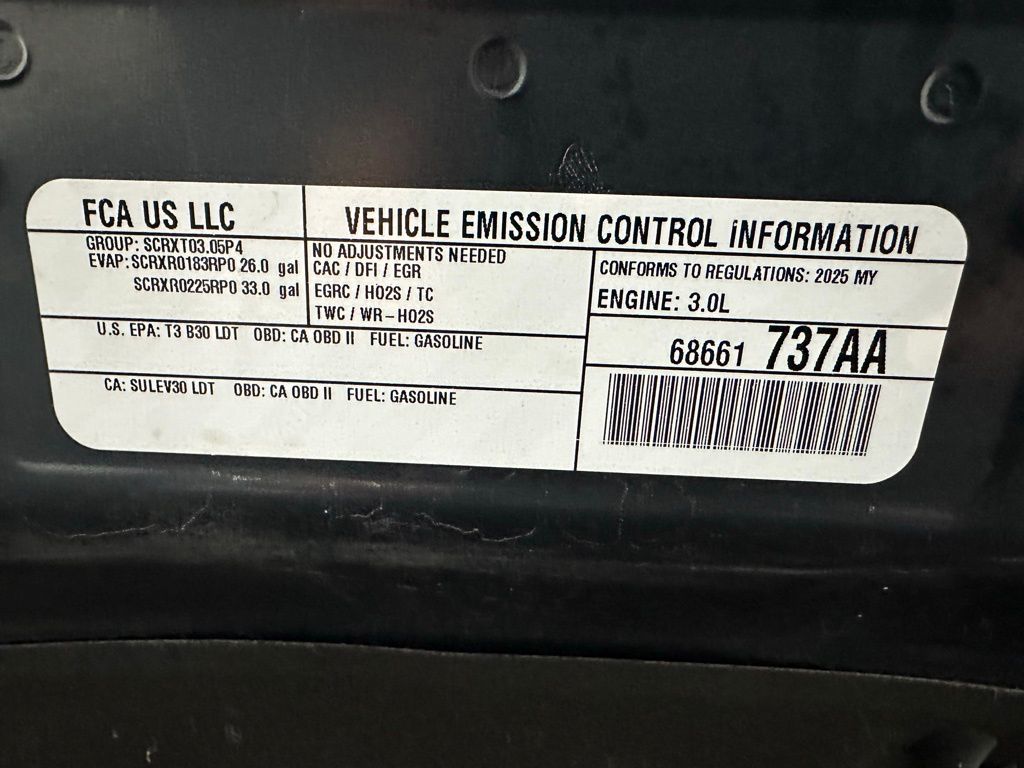 FCA US LLC
VEHICLE EMISSION CONTROL iNFORMATION
GROUP: SCRXT03.05P4
EVAP: SCRXR0183RP0 26.0 gal
SCRXR0225RP0 33.0 gal
NO ADJUSTMENTS NEEDED
CAC / DFI / EGR
EGRC / HO2S / TC
TWC / WR-HO2S
CONFORMS TO REGULATIONS: 2025 MY
ENGINE: 3.0L
U.S. EPA: T3 B30 LDT OBD: CA OBD II FUEL: GASOLINE
68661 737AA
CA: SULEV30 LDT OBD: CA OBD II FUEL: GASOLINE